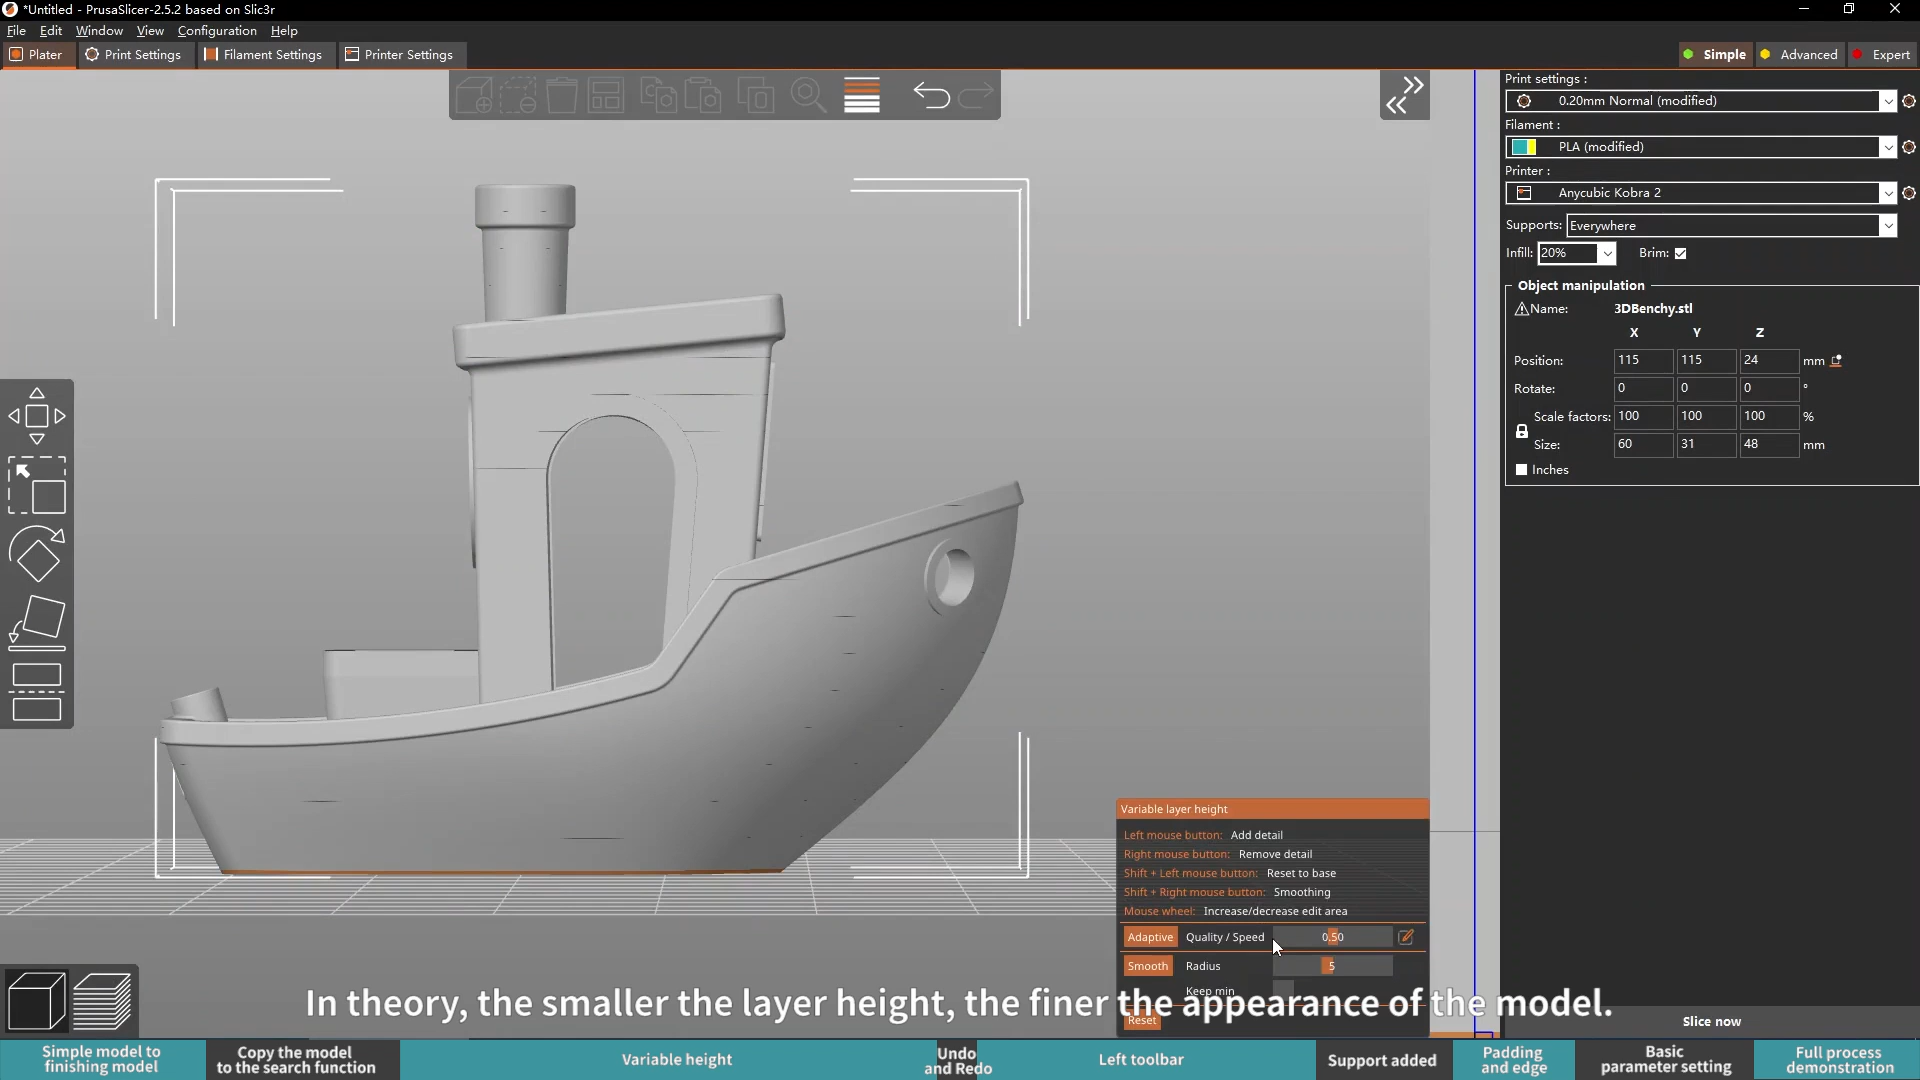 *Untitled - PrusaSlicer-2.5.2 based on Slic3r
File Edit Window View Configuration Help
Plater Print Settings Filament Settings Printer Settings
Simple Advanced Expert
Print settings :
0.20mm Normal (modified)
Filament :
PLA (modified)
Printer :
Anycubic Kobra 2
Supports: Everywhere
Infill: 20% Brim:
Object manipulation
Name: 3DBenchy.stl
X Y Z
Position: 115 115 24 mm
Rotate: 0 0 0 °
Scale factors: 100 100 100 %
Size: 60 31 48 mm
Inches
Variable layer height
Left mouse button: Add detail
Right mouse button: Remove detail
Shift + Left mouse button: Reset to base
Shift + Right mouse button: Smoothing
Mouse wheel: Increase/decrease edit area
Adaptive Quality / Speed 0.50
Smooth Radius 5
Keep min
Reset
In theory, the smaller the layer height, the finer the appearance of the model.
Slice now
Simple model to
finishing model
Copy the model
to the search function
Variable height
Undo
and Redo
Left toolbar
Support added
Padding
and edge
Basic
parameter setting
Full process
demonstration